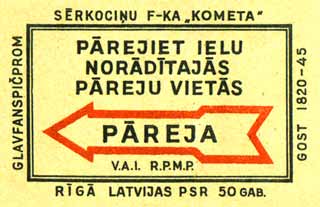 SĒRKOCIŅU F-KA „KOMETA"
GLAVFANSPIČPROM
PĀREJIET IELU
NORĀDĪTAJĀS
PĀREJU VIETĀS
PĀREJA
V.A.I. R.P.M.P.
GOST 1820-45
RĪGĀ LATVIJAS PSR 50 GAB.